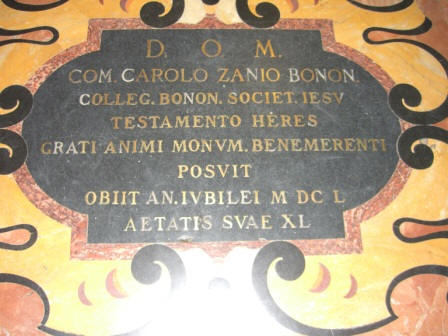 D. O. M.
COM. CAROLO ZANIO BONON.
COLLEG. BONON. SOCIET. IESV
TESTAMENTO HÈRES
GRATI ANIMI MONVM. BENEMERENTI
POSVIT
OBIIT AN. IVBILEI M DC L
AETATIS SVAE XL